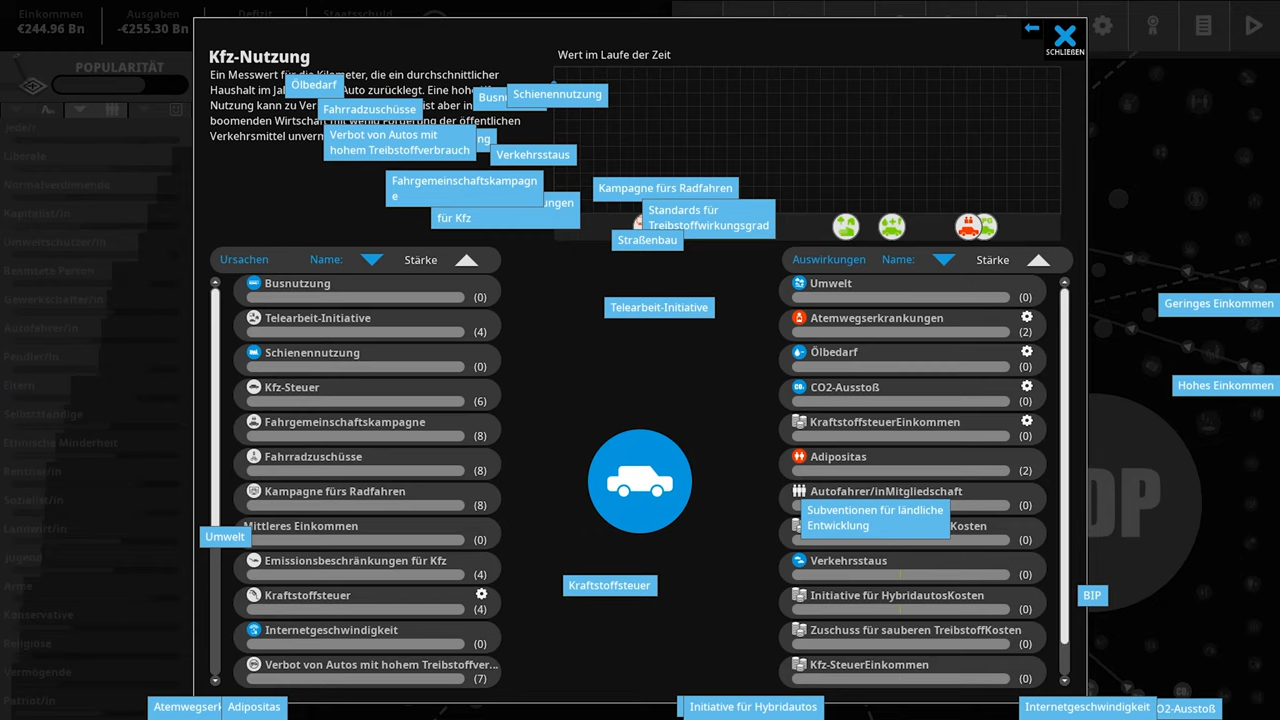 Einkommen
Ausgaben
Defizit
Staatsschuld
€244.96 Bn
-€255.30 Bn
SCHLIEßEN
POPULARITÄT
Kfz-Nutzung
Wert im Laufe der Zeit
Ein Messwert für die Kilometer, die ein durchschnittlicher
Haushalt im Jahr
Auto zurücklegt. Eine hohe
Nutzung kann zu
ist aber in
boomenden Wirtschaft mit wenig Förderung der öffentlichen
Verkehrsmittel
Ölbedarf
Schienennutzung
Fahrradzuschüsse
Verbot von Autos mit
hohem Treibstoffverbrauch
Verkehrsstaus
Fahrgemeinschaftskampagn
e
für Kfz
Kampagne fürs Radfahren
Standards für
Treibstoffwirkungsgrad
Straßenbau
Telearbeit-Initiative
Kraftstoffsteuer
Umwelt
Geringes Einkommen
Hohes Einkommen
BIP
Subventionen für ländliche
Entwicklung
Adipositas
Initiative für Hybridautos
Internetgeschwindigkeit
Jede/r
Liberale
Normalverdienende
Kapitalist/in
Umweltschützer/in
Religiöse
Gewerkschafter/in
Autofahrer/in
Pendler/in
Eltern
Selbstständige
Ethnische Minderheit
Rentner/in
Sozialist/in
Landwirt/in
Jugend
Arme
Konservative
Vermögende
Patriot/in
Ursachen
Name:
Stärke
Busnutzung
(0)
Telearbeit-Initiative
(4)
Schienennutzung
(0)
Kfz-Steuer
(6)
Fahrgemeinschaftskampagne
(8)
Fahrradzuschüsse
(8)
Kampagne fürs Radfahren
(8)
Mittleres Einkommen
(0)
Emissionsbeschränkungen für Kfz
(4)
Kraftstoffsteuer
(4)
Internetgeschwindigkeit
(0)
Verbot von Autos mit hohem Treibstoffver...
(7)
Auswirkungen
Name:
Stärke
Umwelt
(0)
Atemwegserkrankungen
(2)
Ölbedarf
(0)
CO2-Ausstoß
(0)
KraftstoffsteuerEinkommen
(0)
Adipositas
(2)
Autofahrer/inMitgliedschaft
(0)
Kosten
(0)
Verkehrsstaus
(0)
Initiative für HybridautosKosten
(0)
Zuschuss für sauberen TreibstoffKosten
(0)
Kfz-SteuerEinkommen
(0)